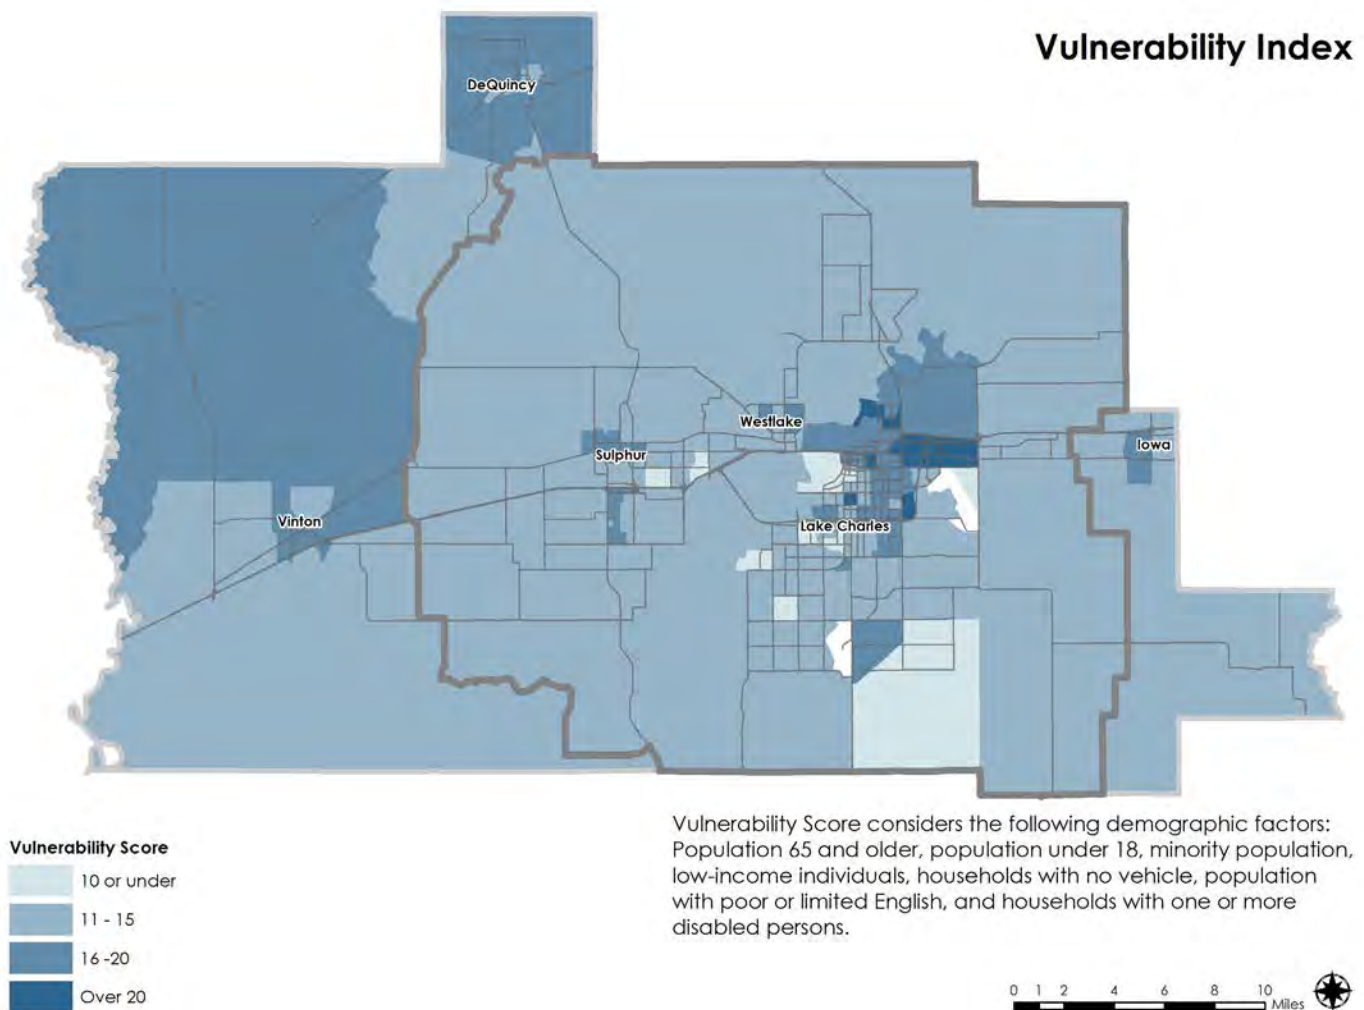 Vulnerability Index
DeQuincy
Westlake
Iowa
Sulphur
Vinton
Lake Charles
Vulnerability Score
10 or under
11 - 15
16 -20
Over 20
Vulnerability Score considers the following demographic factors:
Population 65 and older, population under 18, minority population,
low-income individuals, households with no vehicle, population
with poor or limited English, and households with one or more
disabled persons.
0 1 2 4 6 8 10
Miles